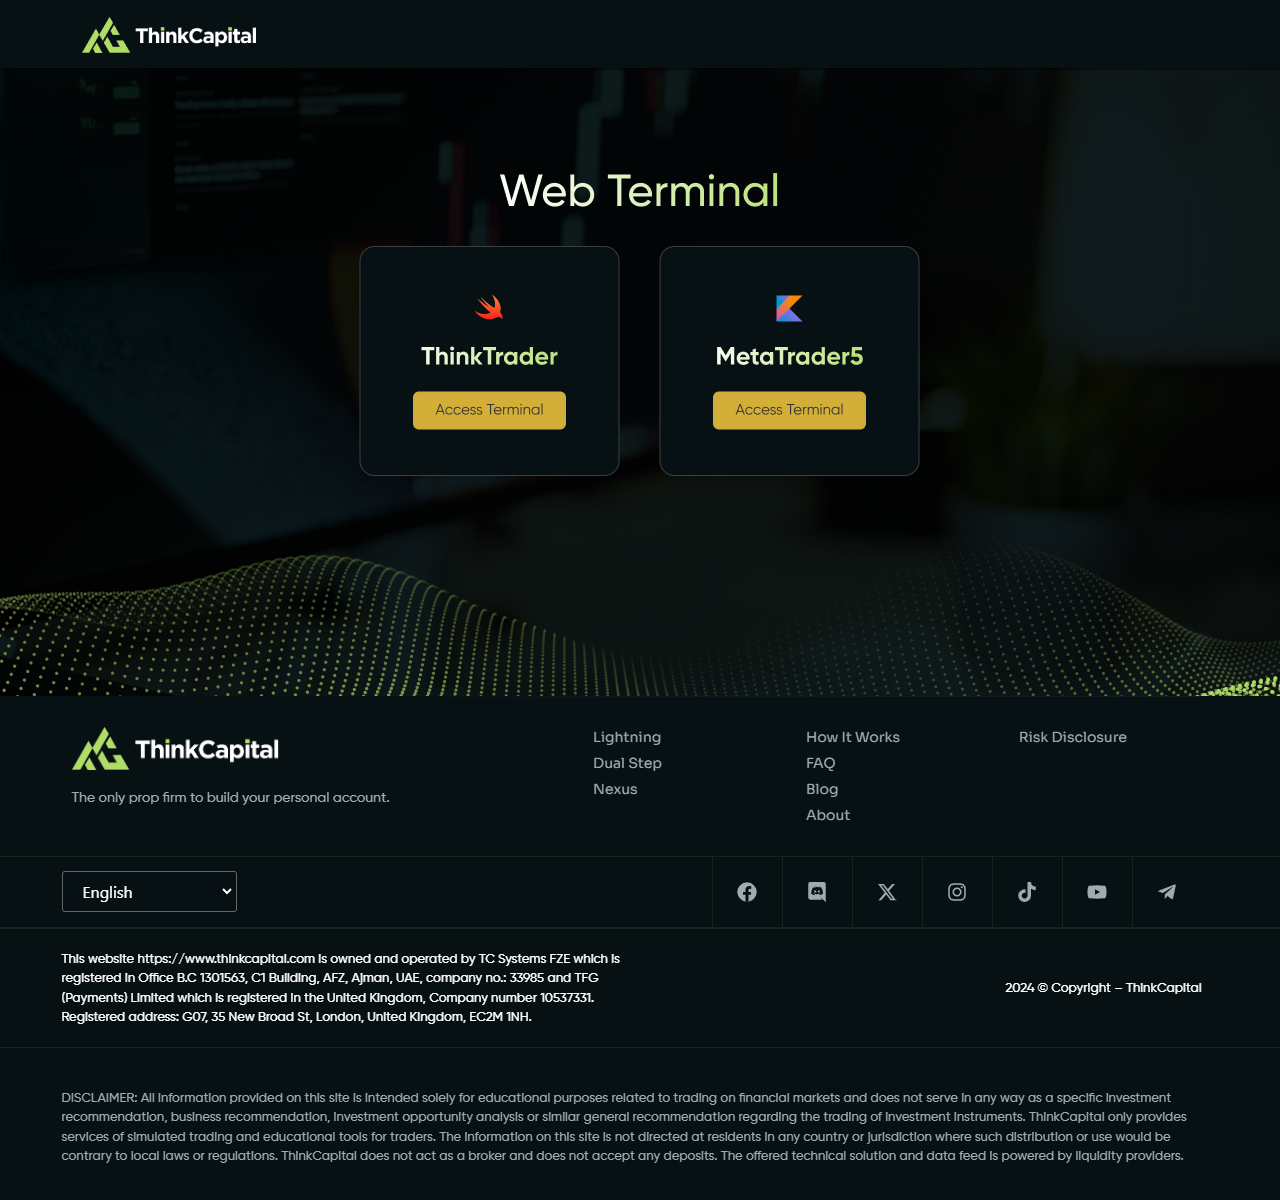 ThinkCapital
Web Terminal
ThinkTrader
Access Terminal
MetaTrader5
Access Terminal
ThinkCapital
The only prop firm to build your personal account.
Lightning
Dual Step
Nexus
How It Works
FAQ
Blog
About
Risk Disclosure
English
This website https://www.thinkcapital.com is owned and operated by TC Systems FZE which is
registered in Office B.C 1301563, C1 Building, AFZ, Ajman, UAE, company no.: 33985 and TFG
(Payments) Limited which is registered in the United Kingdom, Company number 10537331.
Registered address: G07, 35 New Broad St, London, United Kingdom, EC2M 1NH.
2024 © Copyright – ThinkCapital
DISCLAIMER: All information provided on this site is intended solely for educational purposes related to trading on financial markets and does not serve in any way as a specific investment
recommendation, business recommendation, investment opportunity analysis or similar general recommendation regarding the trading of investment instruments. ThinkCapital only provides
services of simulated trading and educational tools for traders. The information on this site is not directed at residents in any country or jurisdiction where such distribution or use would be
contrary to local laws or regulations. ThinkCapital does not act as a broker and does not accept any deposits. The offered technical solution and data feed is powered by liquidity providers.